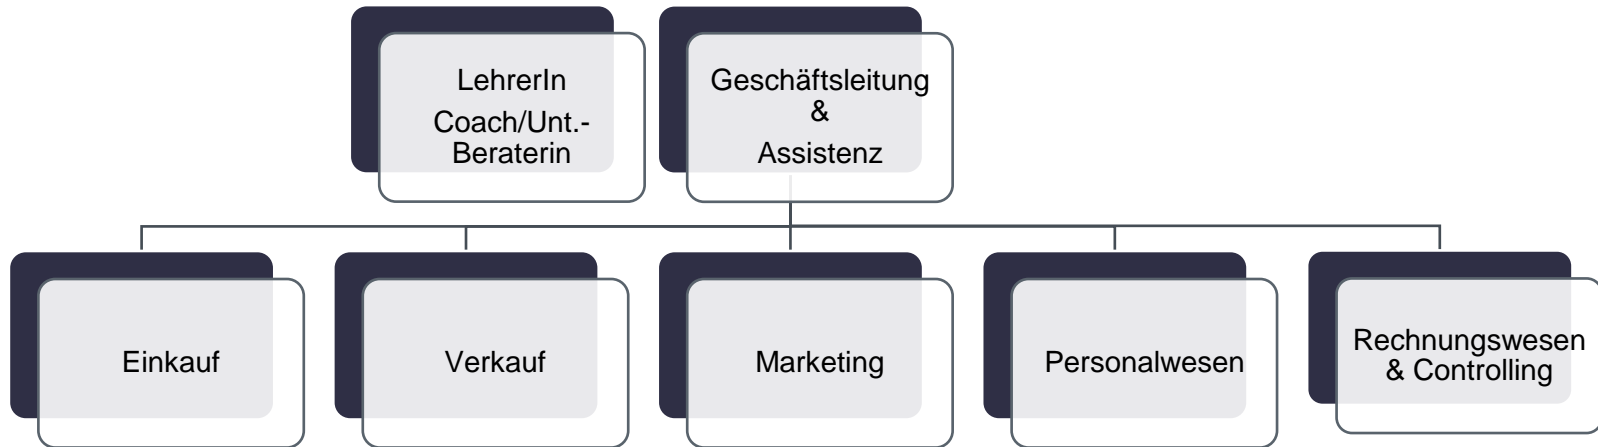 LehrerIn
Coach/Unt.-
Beraterin
Geschäftsleitung
&
Assistenz
Einkauf
Verkauf
Marketing
Personalwesen
Rechnungswesen
& Controlling